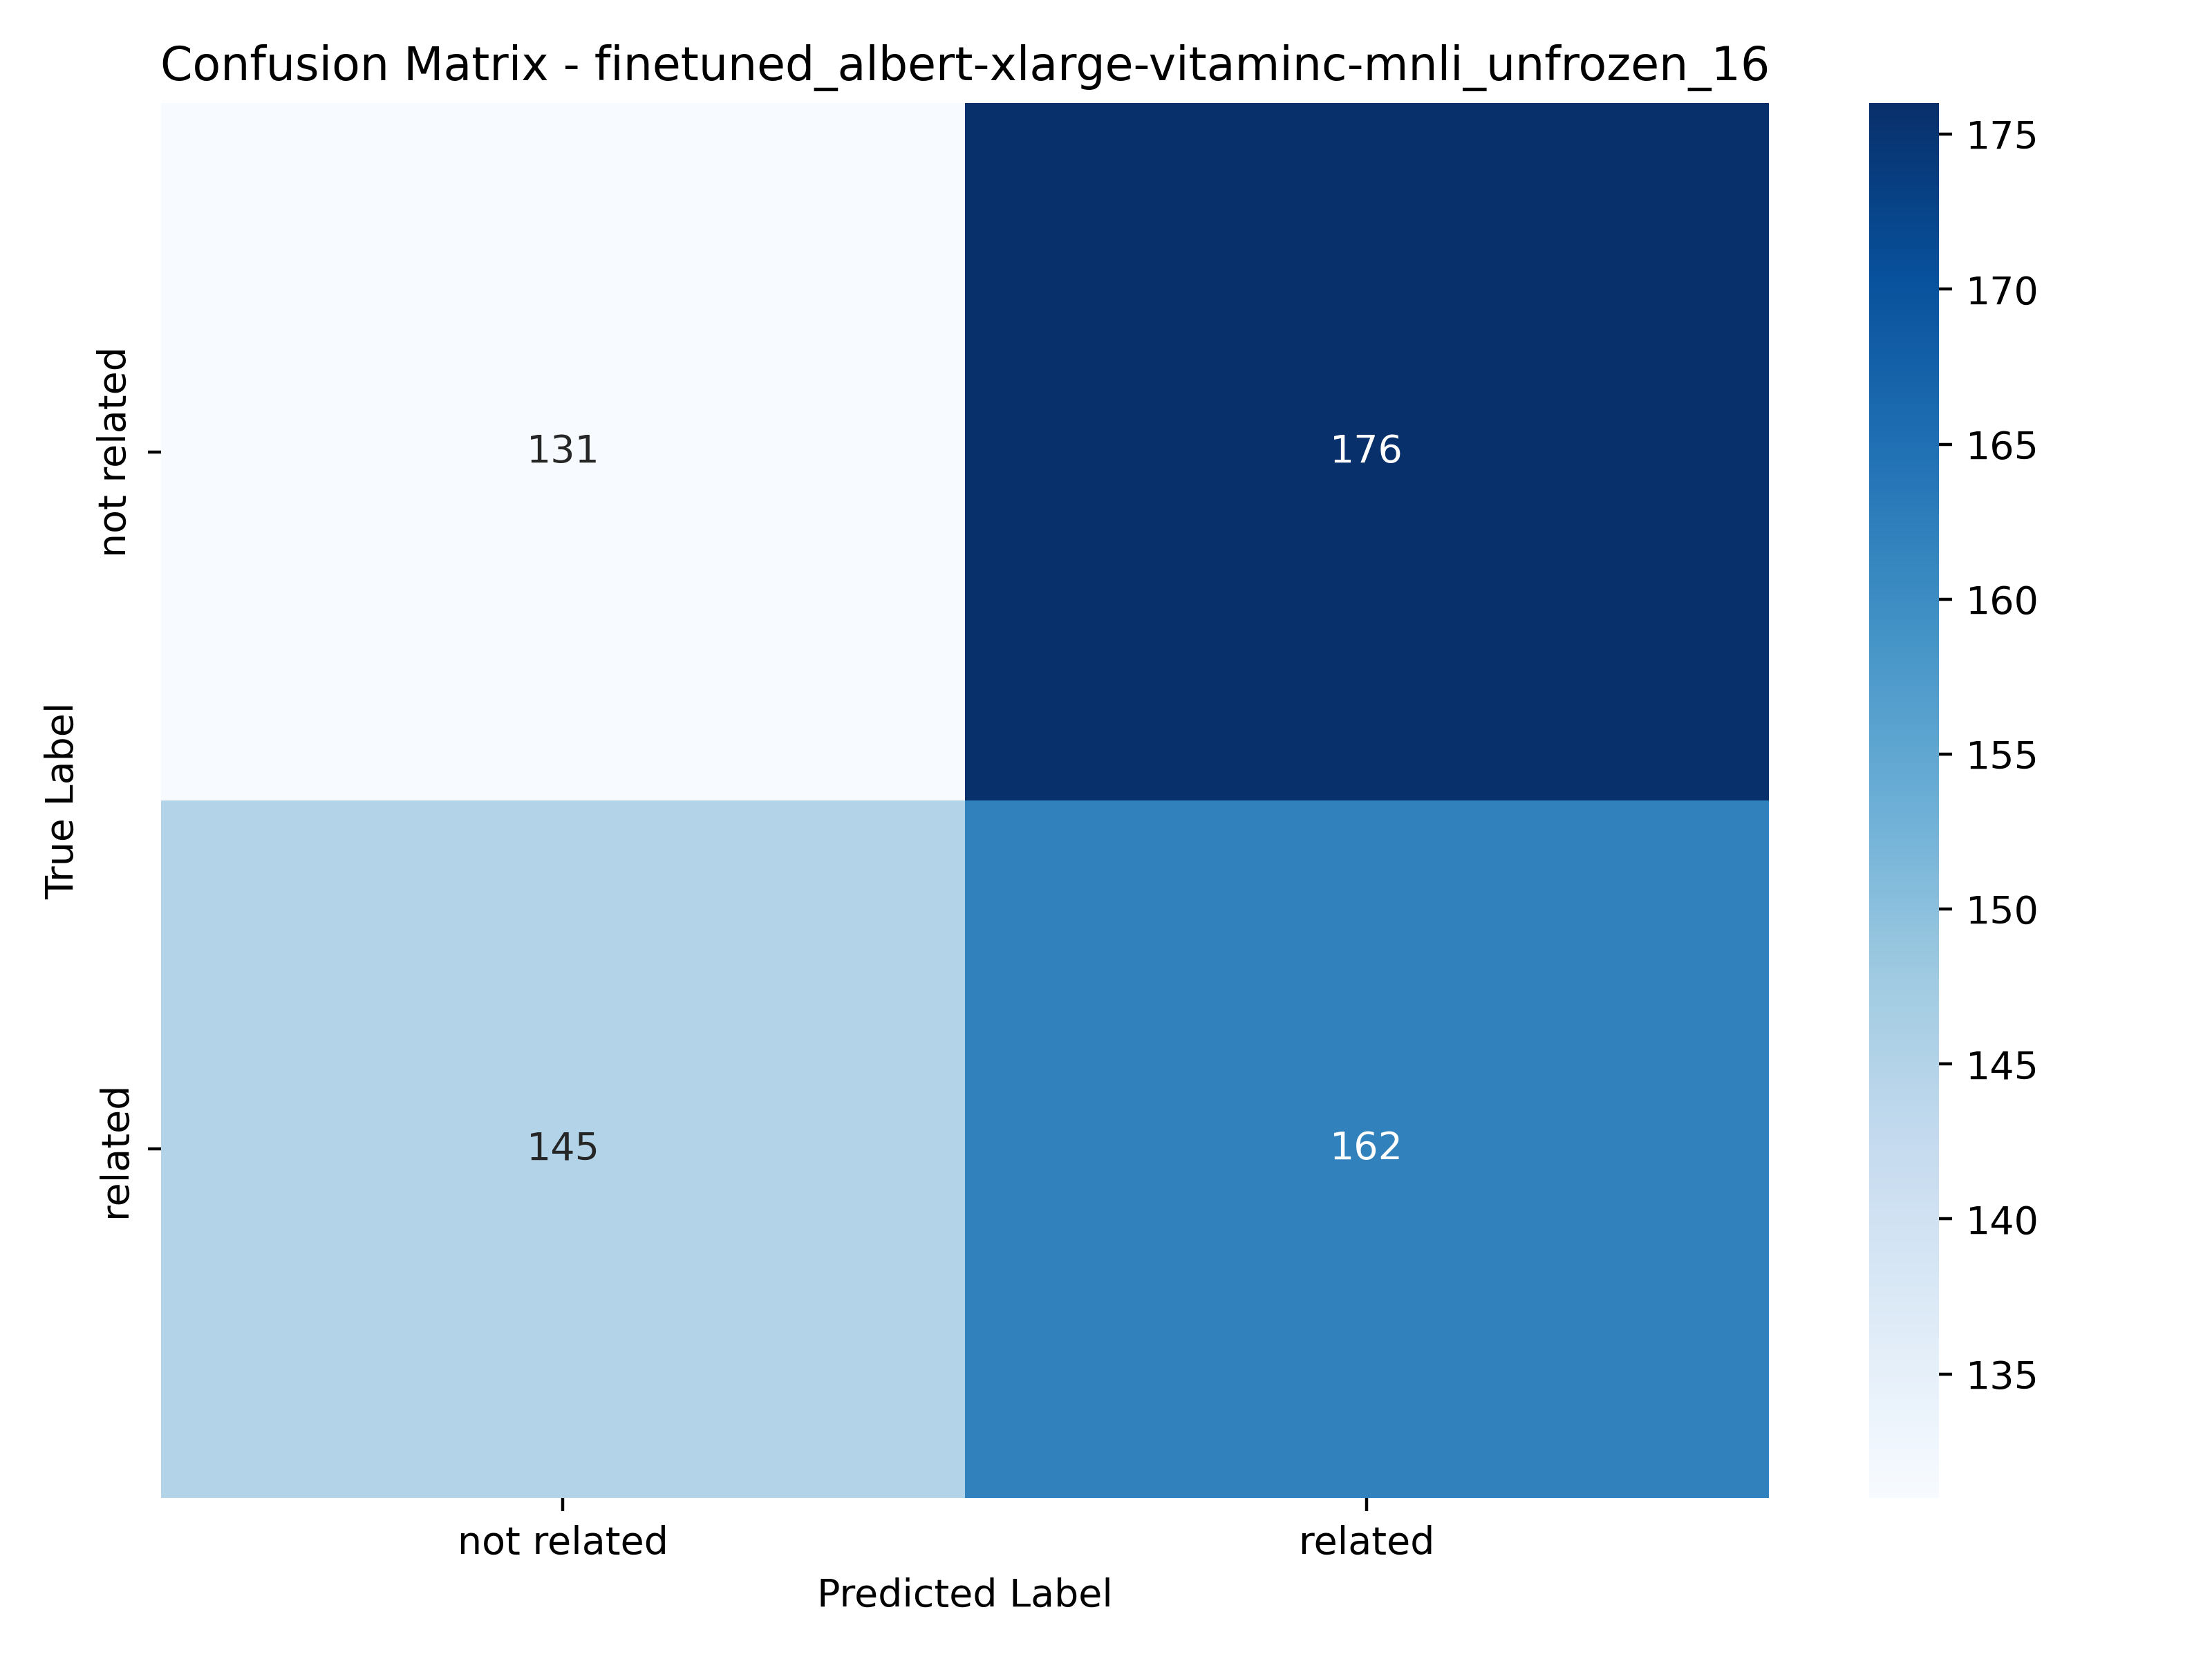 Confusion Matrix - finetuned_albert-xlarge-vitaminc-mnli_unfrozen_16
True Label
not related
related
131
176
145
162
not related
related
Predicted Label
175
170
165
160
155
150
145
140
135